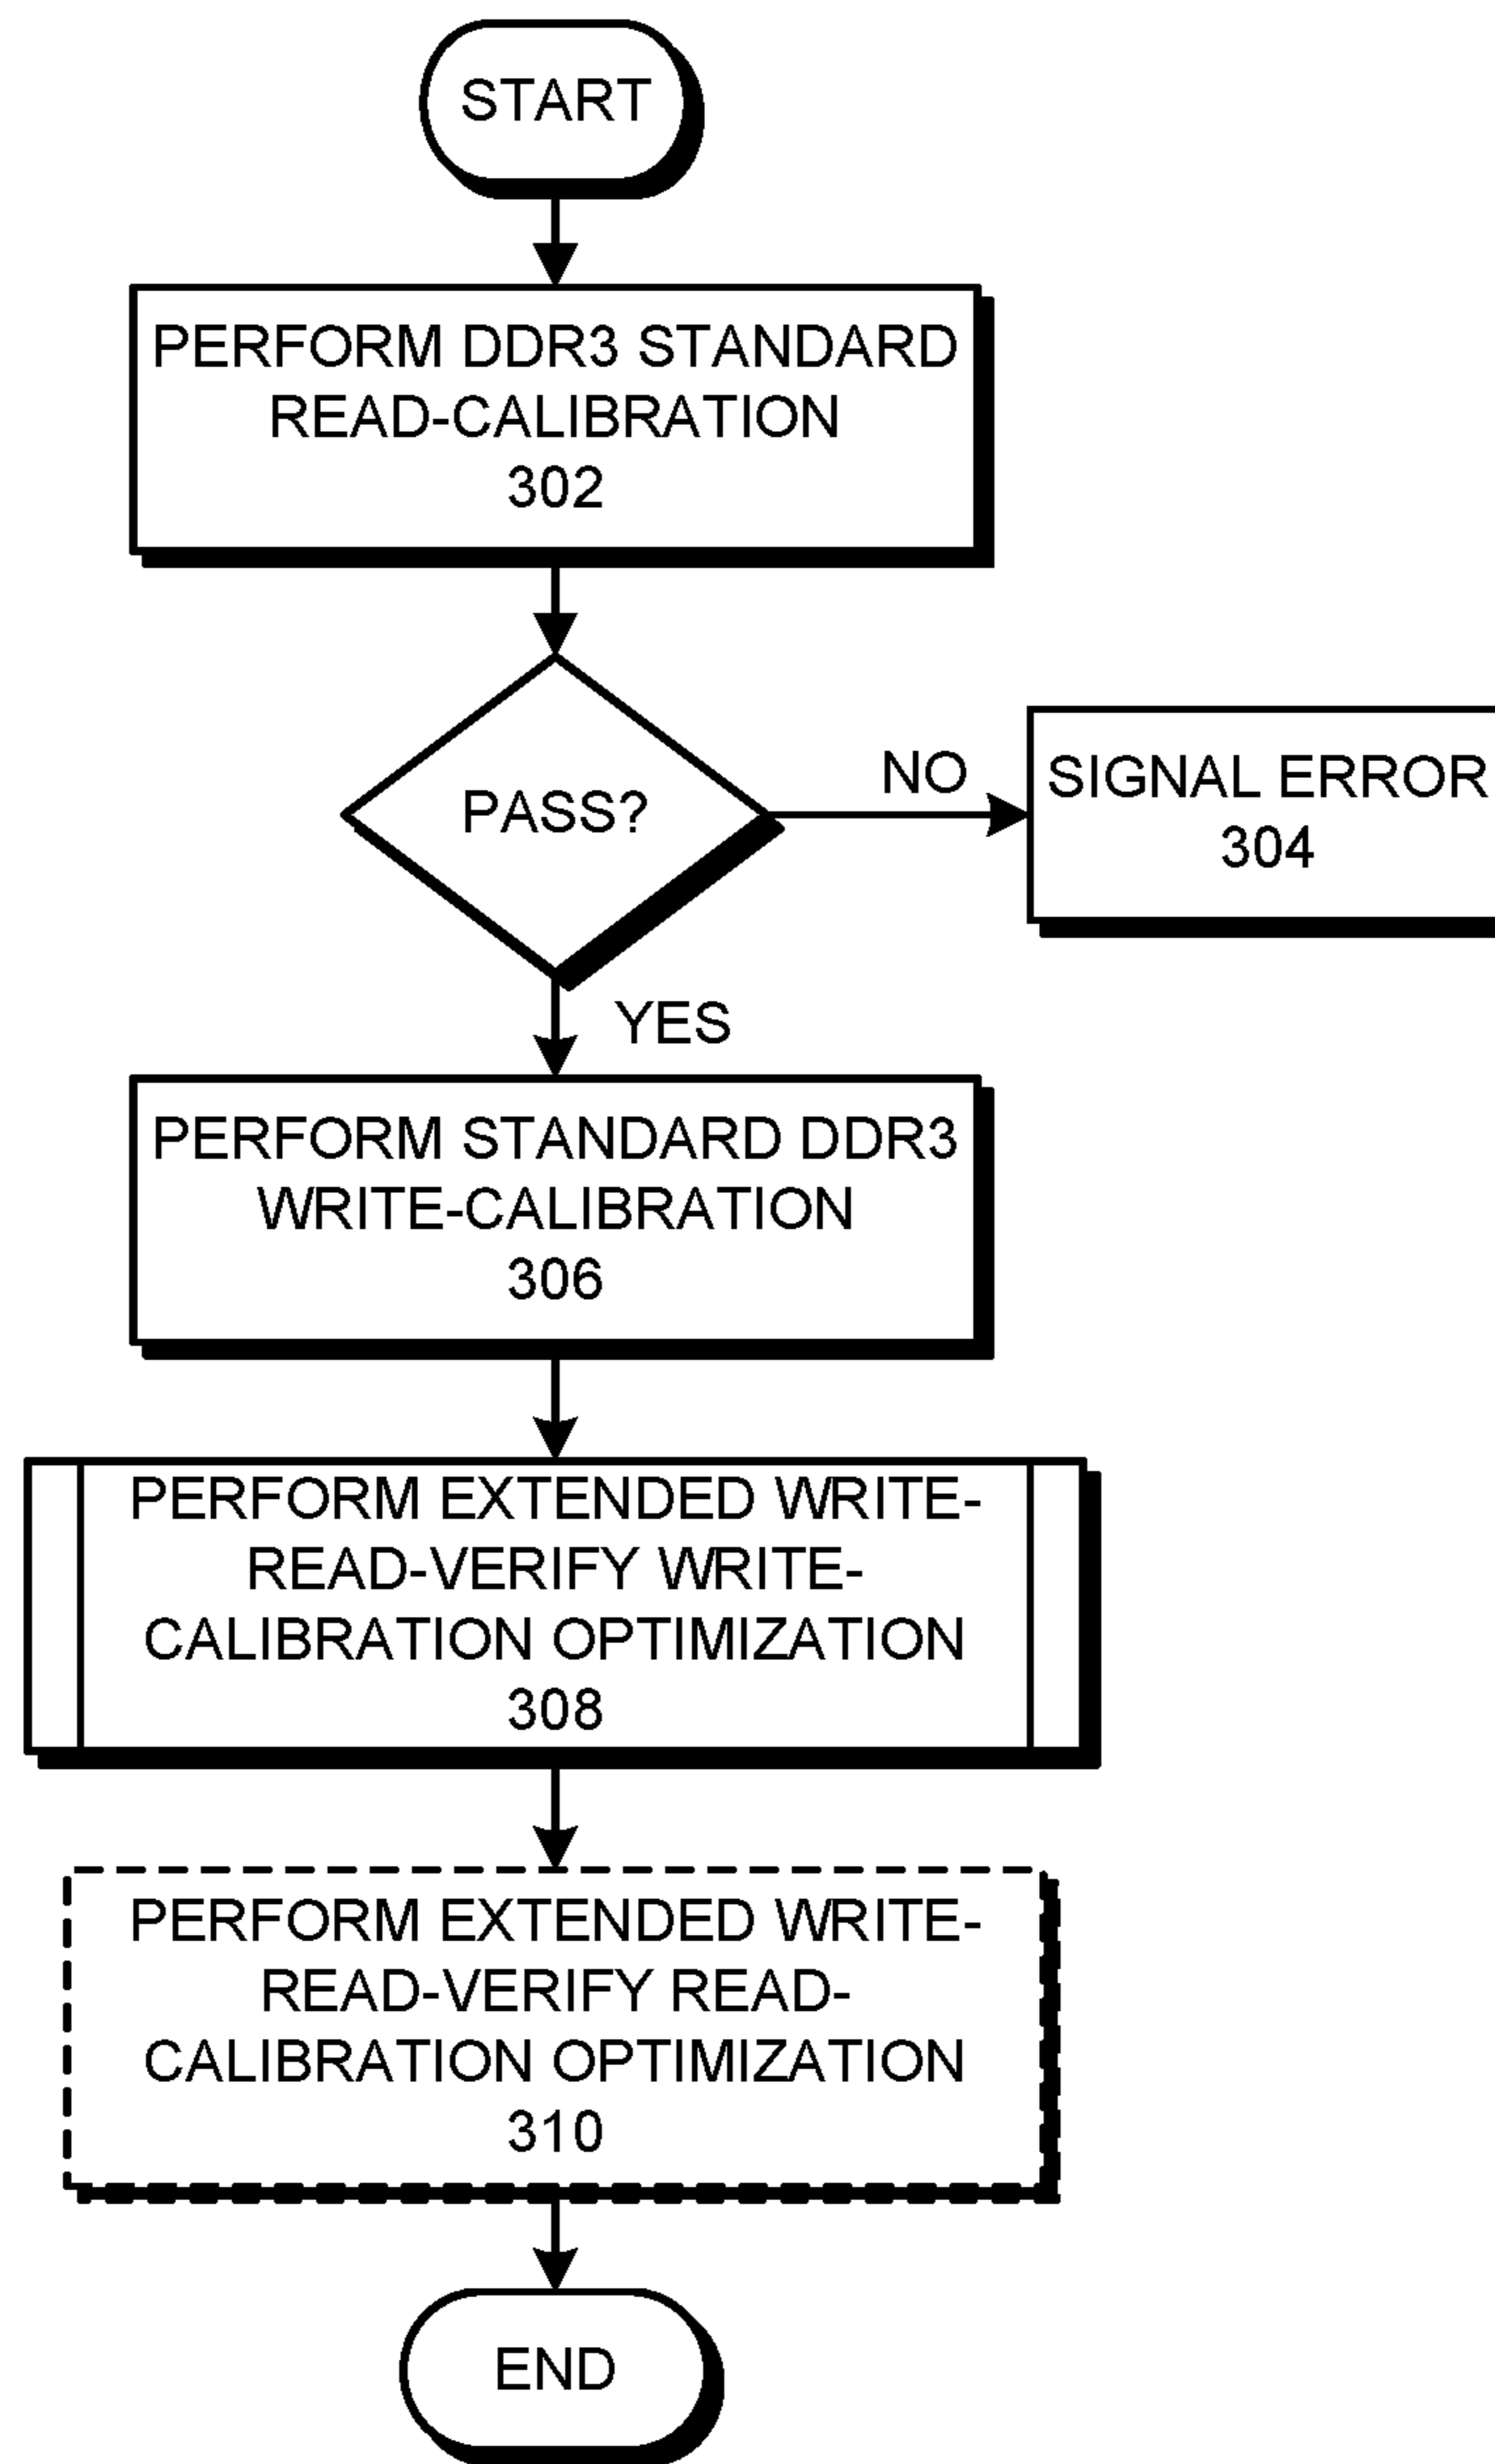 START
PERFORM DDR3 STANDARD
READ-CALIBRATION
302
PASS?
NO
SIGNAL ERROR
304
YES
PERFORM STANDARD DDR3
WRITE-CALIBRATION
306
PERFORM EXTENDED WRITE-
READ-VERIFY WRITE-
CALIBRATION OPTIMIZATION
308
PERFORM EXTENDED WRITE-
READ-VERIFY READ-
CALIBRATION OPTIMIZATION
310
END